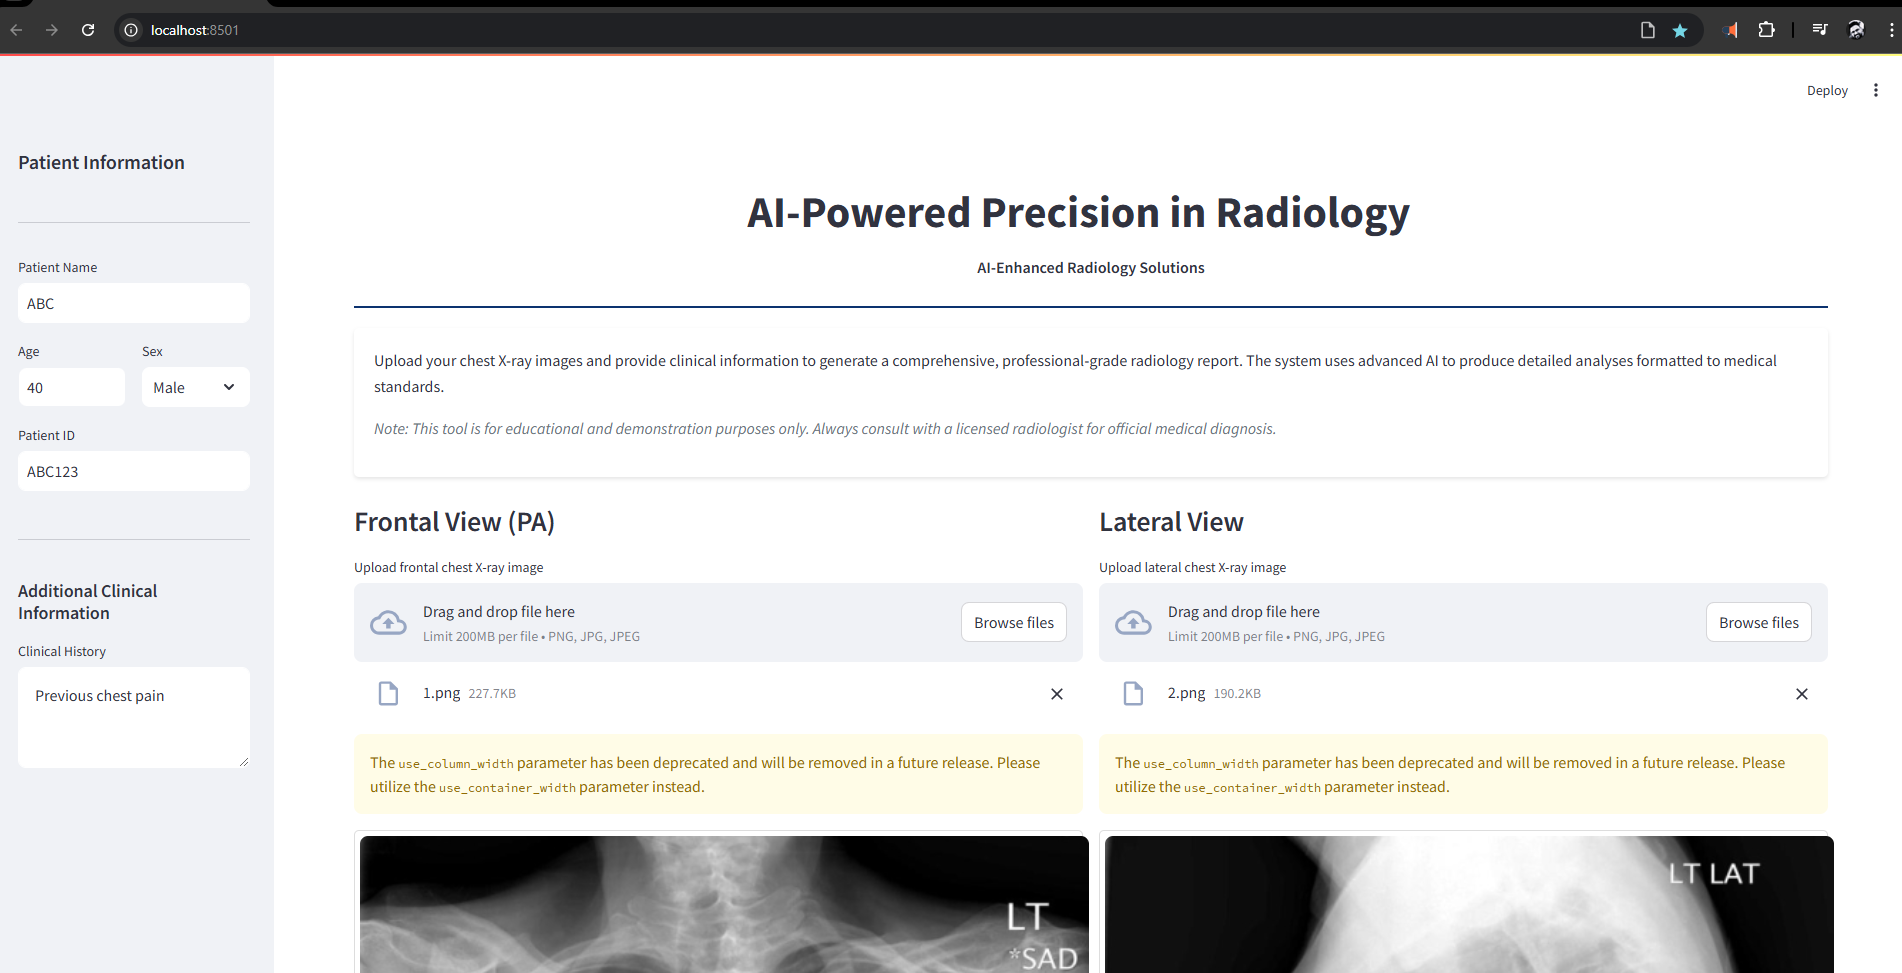 localhost:8501
Deploy
Patient Information
Patient Name
ABC
Age
Sex
40
Male
Patient ID
ABC123
Additional Clinical
Information
Clinical History
Previous chest pain
AI-Powered Precision in Radiology
AI-Enhanced Radiology Solutions
Upload your chest X-ray images and provide clinical information to generate a comprehensive, professional-grade radiology report. The system uses advanced AI to produce detailed analyses formatted to medical
standards.
Note: This tool is for educational and demonstration purposes only. Always consult with a licensed radiologist for official medical diagnosis.
Frontal View (PA)
Upload frontal chest X-ray image
Drag and drop file here
Limit 200MB per file • PNG, JPG, JPEG
Browse files
1.png 227.7KB
The use_column_width parameter has been deprecated and will be removed in a future release. Please
utilize the use_container_width parameter instead.
LT
*SAD
Lateral View
Upload lateral chest X-ray image
Drag and drop file here
Limit 200MB per file • PNG, JPG, JPEG
Browse files
2.png 190.2KB
The use_column_width parameter has been deprecated and will be removed in a future release. Please
utilize the use_container_width parameter instead.
LT LAT